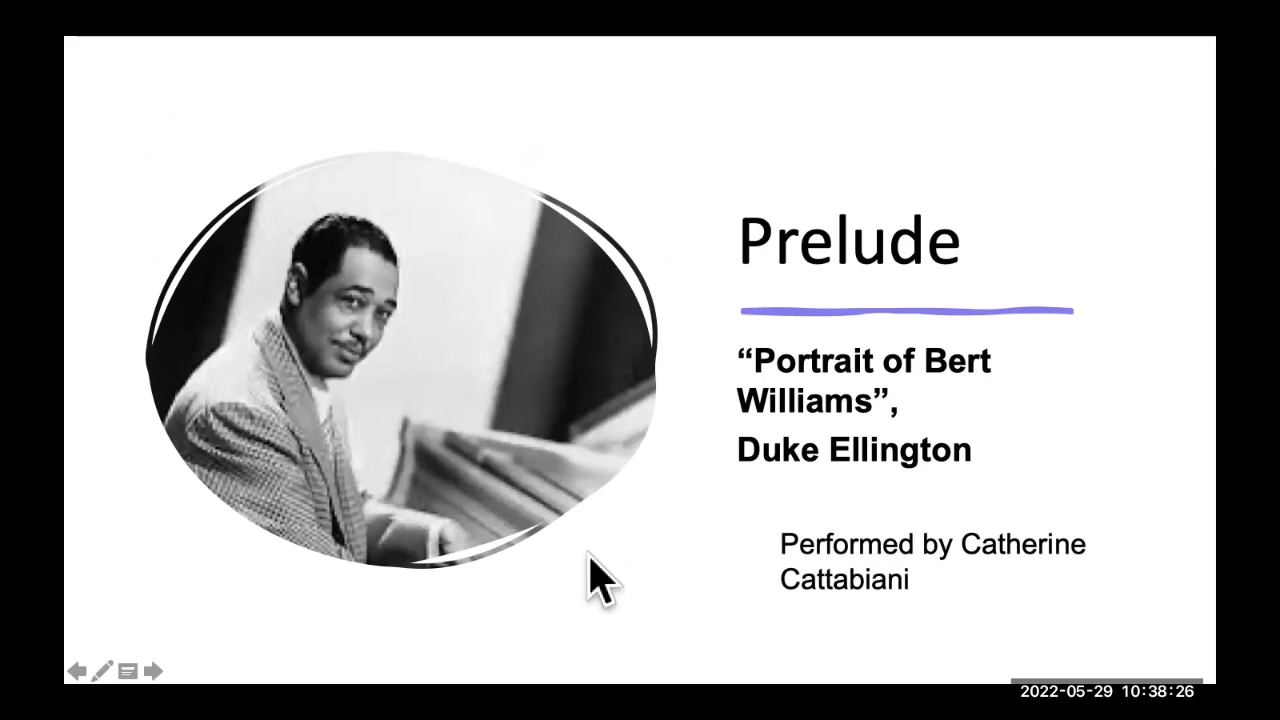 Prelude
“Portrait of Bert
Williams”,
Duke Ellington
Performed by Catherine
Cattabiani
2022-05-29 10:38:26